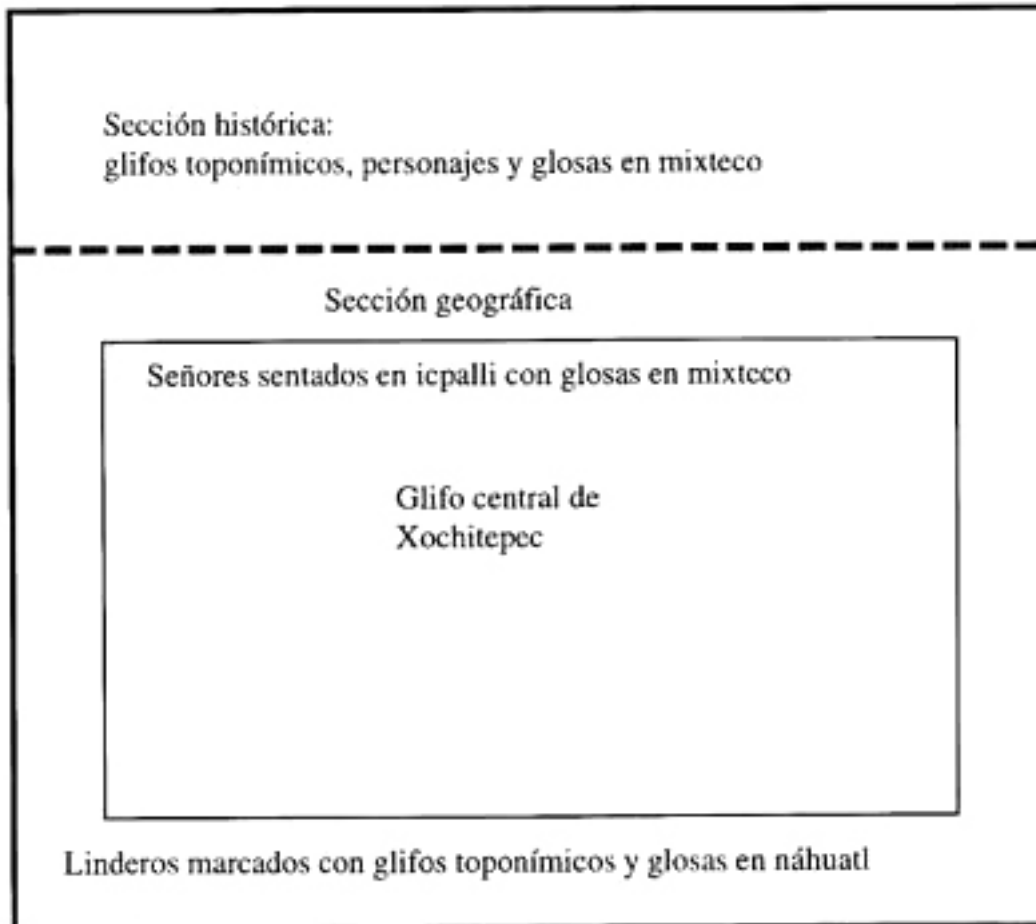 Sección histórica:
glifos toponímicos, personajes y glosas en mixteco
Sección geográfica
Señores sentados en icpalli con glosas en mixteco
Glifo central de
Xochitepec
Linderos marcados con glifos toponímicos y glosas en náhuatl